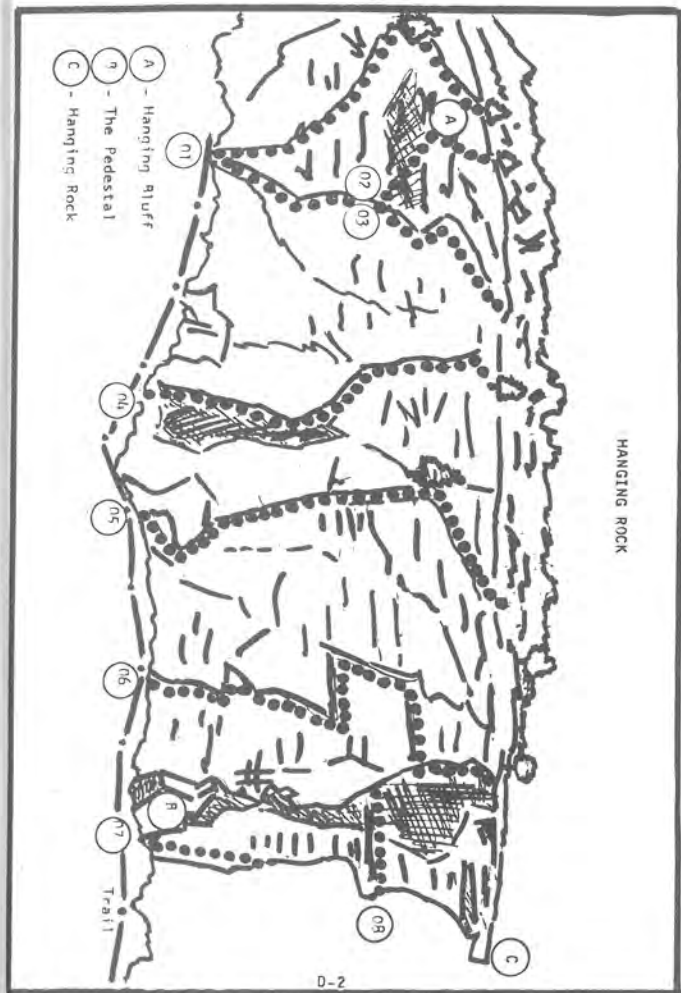 HANGING ROCK
A
02
03
01
04
05
06
B
07
08
C
Trail
A - Hanging Bluff
B - The Pedestal
C - Hanging Rock
D-2